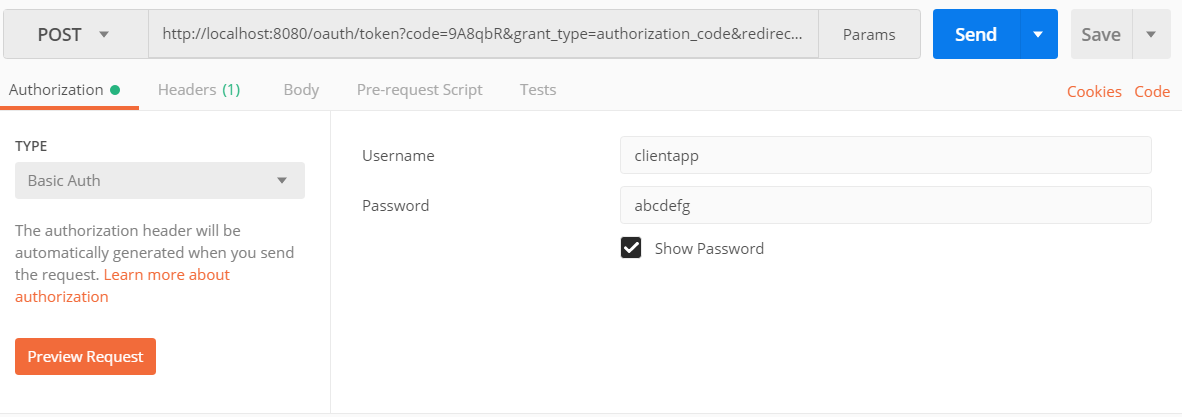 POST
http://localhost:8080/oauth/token?code=9A8qbR&grant_type=authorization_code&redirec...
Params
Send
Save
Authorization
Headers (1)
Body
Pre-request Script
Tests
Cookies
Code
TYPE
Basic Auth
The authorization header will be
automatically generated when you send
the request. Learn more about
authorization
Preview Request
Username
clientapp
Password
abcdefg
Show Password